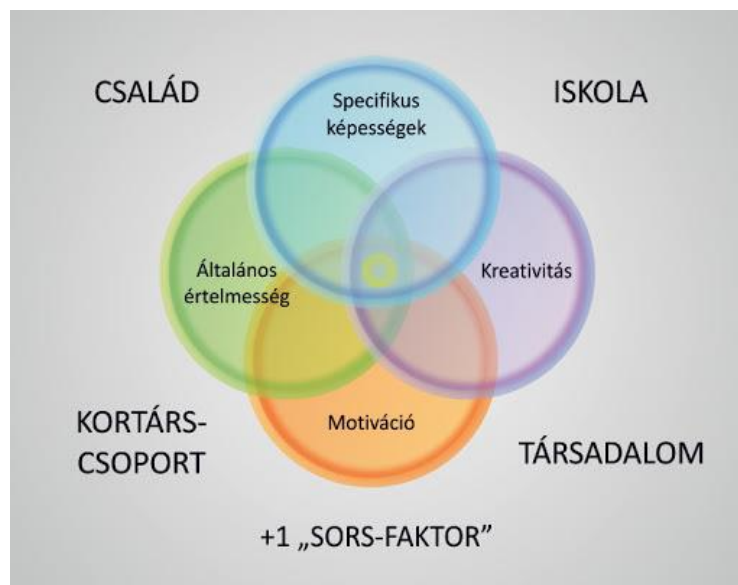 CSALÁD
ISKOLA
Specifikus
képességek
Általános
értelmesség
Kreativitás
Motiváció
KORTÁRS-
CSOPORT
TÁRSADALOM
+1 „SORS-FAKTOR”